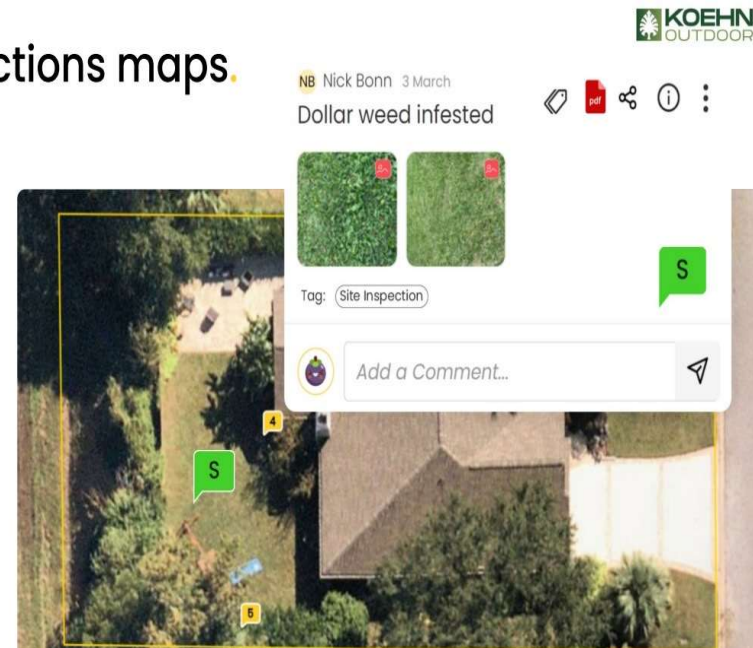 KOEHN
OUTDOOR
ctions maps.
NB Nick Bonn 3 March
Dollar weed infested
pdf
Tag: Site Inspection
S
Add a Comment...
4
S
5